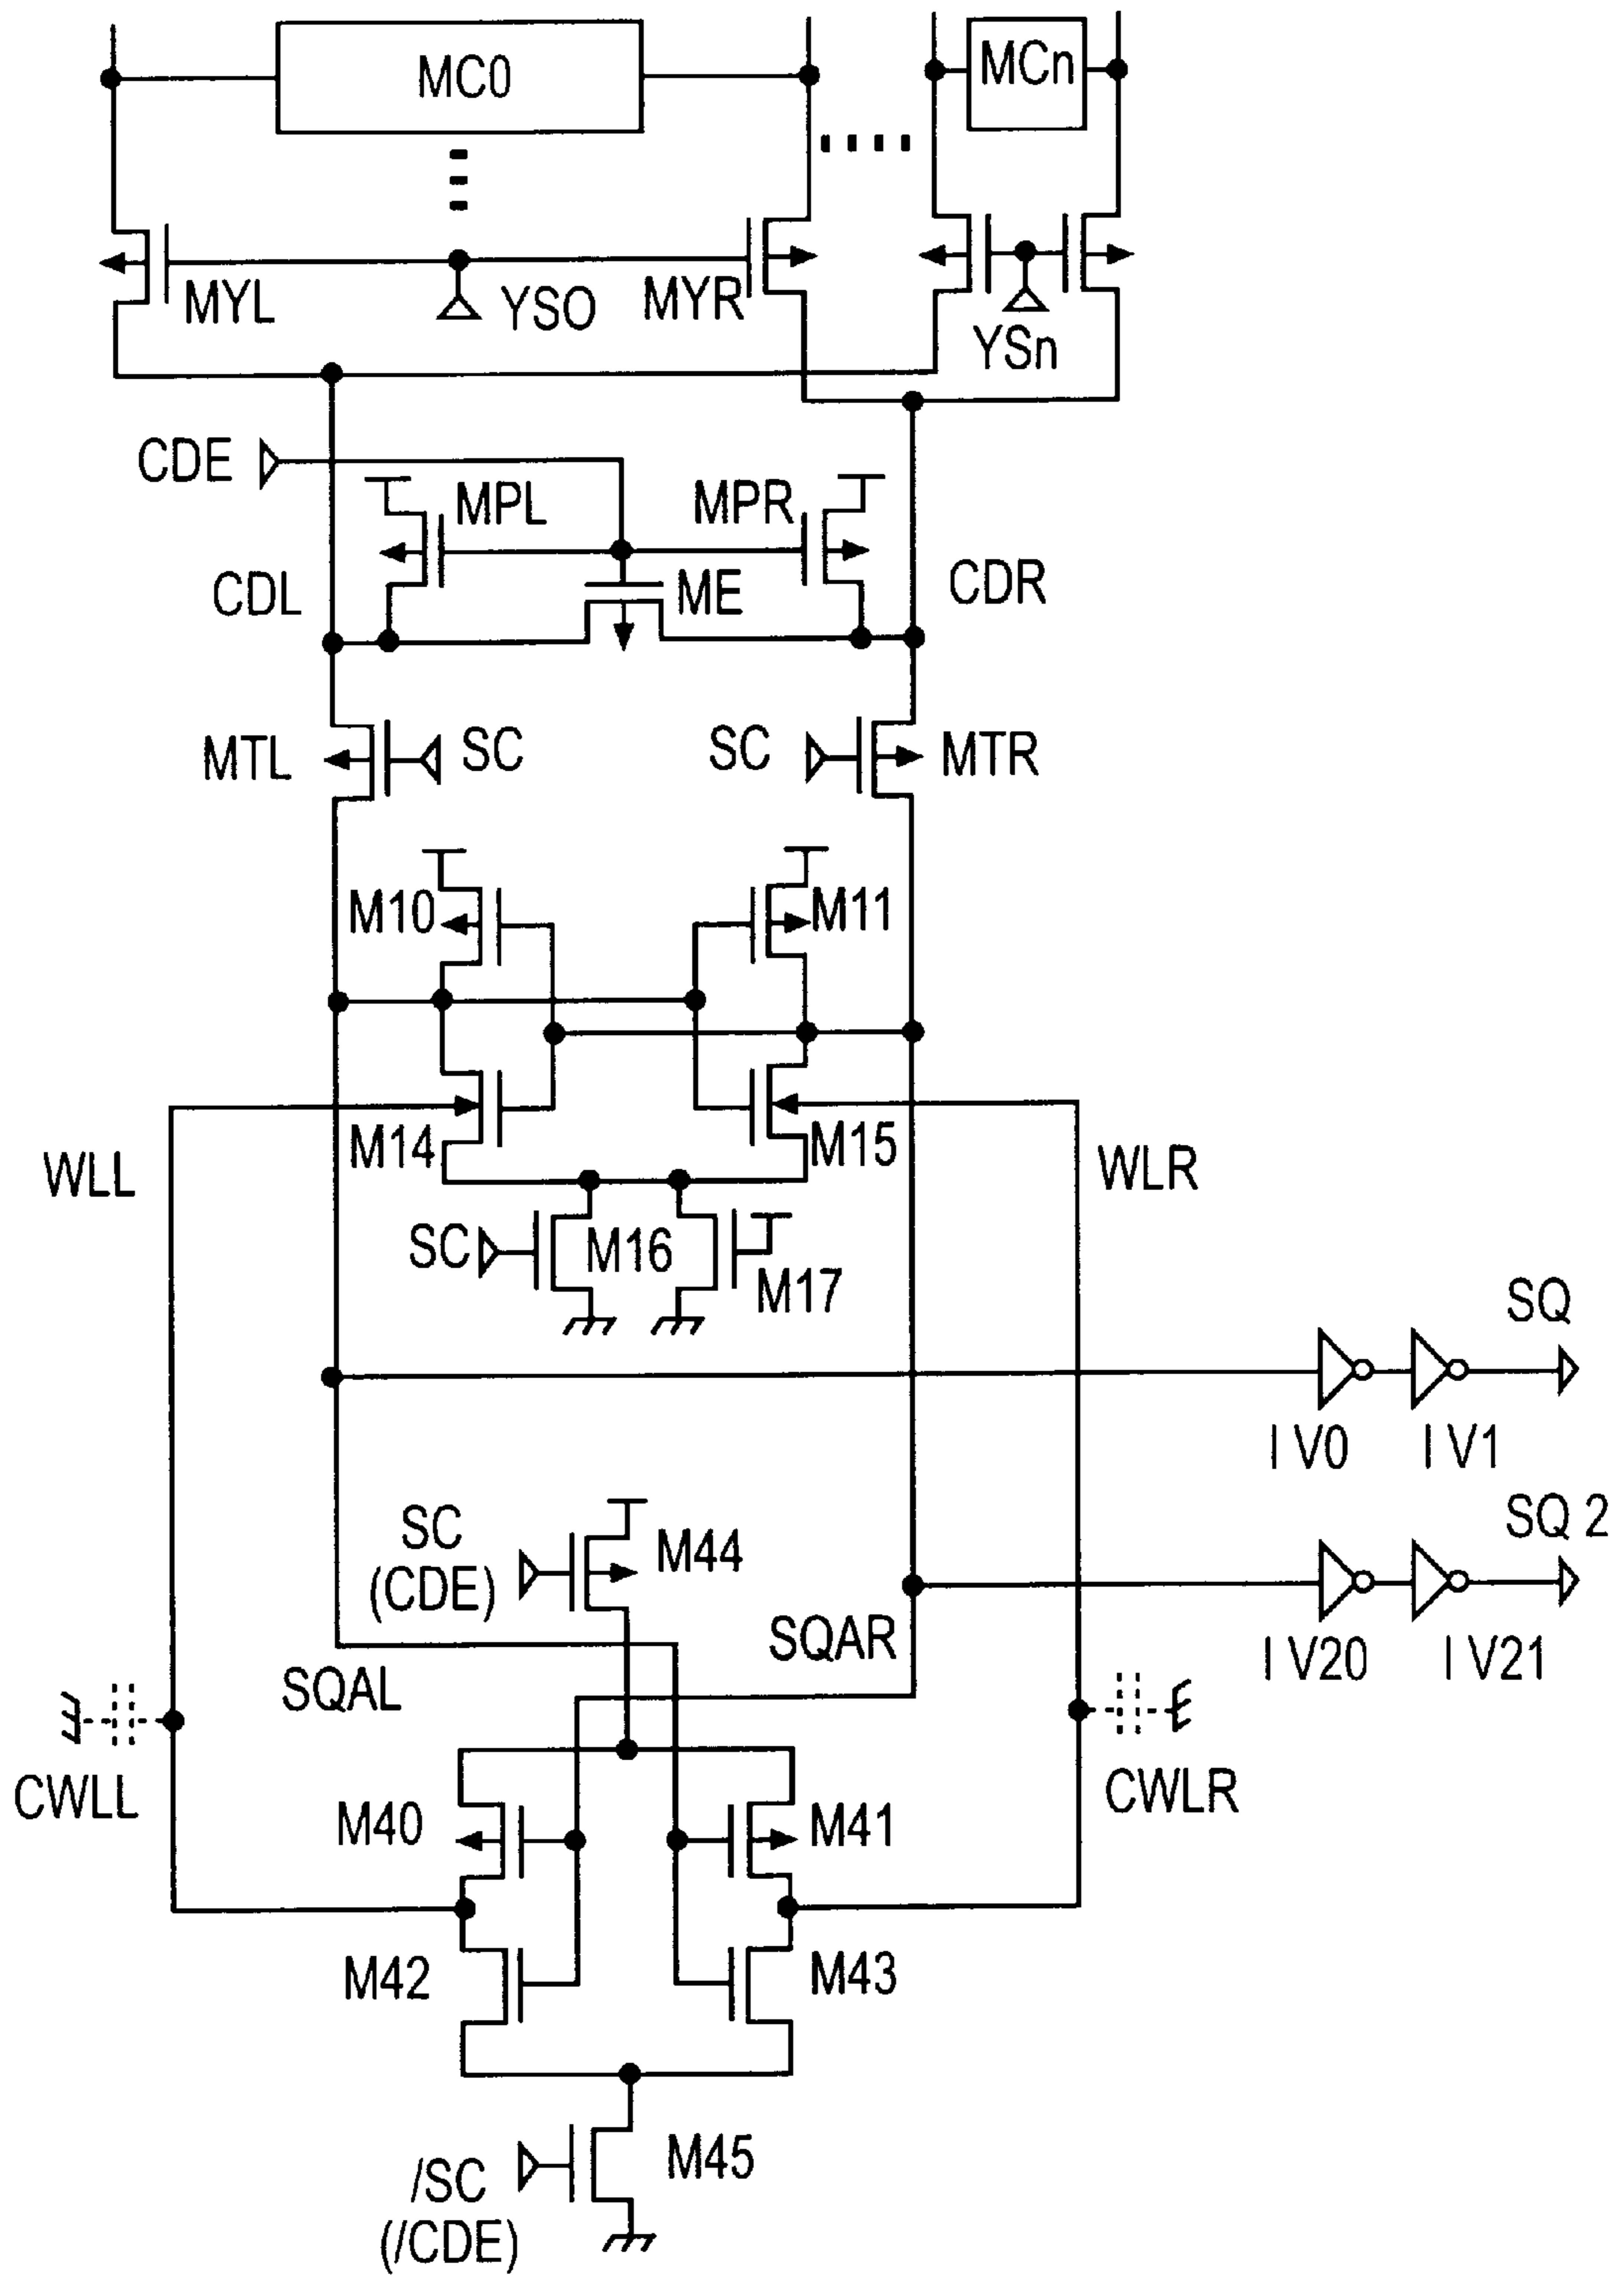 MC0
MCn
MYL
YSO
MYR
YSn
CDE
MPL
MPR
CDL
ME
CDR
MTL
SC
SC
MTR
M10
M11
WLL
M14
M15
WLR
SC
M16
M17
SQ
IV0
IV1
SC
(CDE)
M44
SQ 2
SQAL
SQAR
IV20
IV21
CWLL
M40
M41
CWLR
M42
M43
/SC
(/CDE)
M45